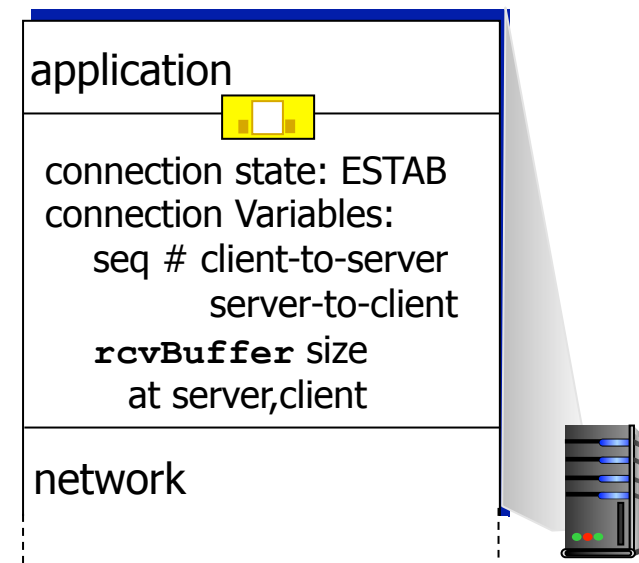 application
connection state: ESTAB
connection Variables:
seq # client-to-server
server-to-client
rcvBuffer size
at server,client
network